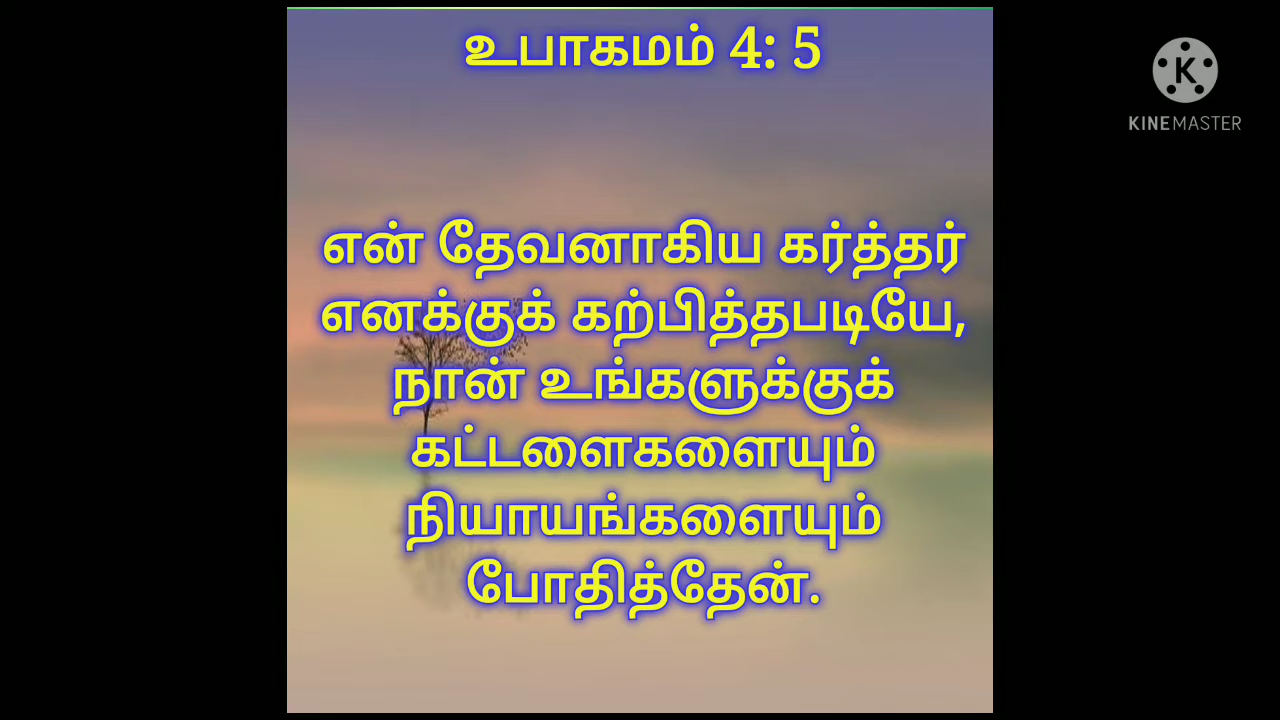 உபாகமம் 4: 5
என் தேவனாகிய கர்த்தர்
எனக்குக் கற்பித்தபடியே,
நான் உங்களுக்குக்
கட்டளைகளையும்
நியாயங்களையும்
போதித்தேன்.
K
KINEMASTER